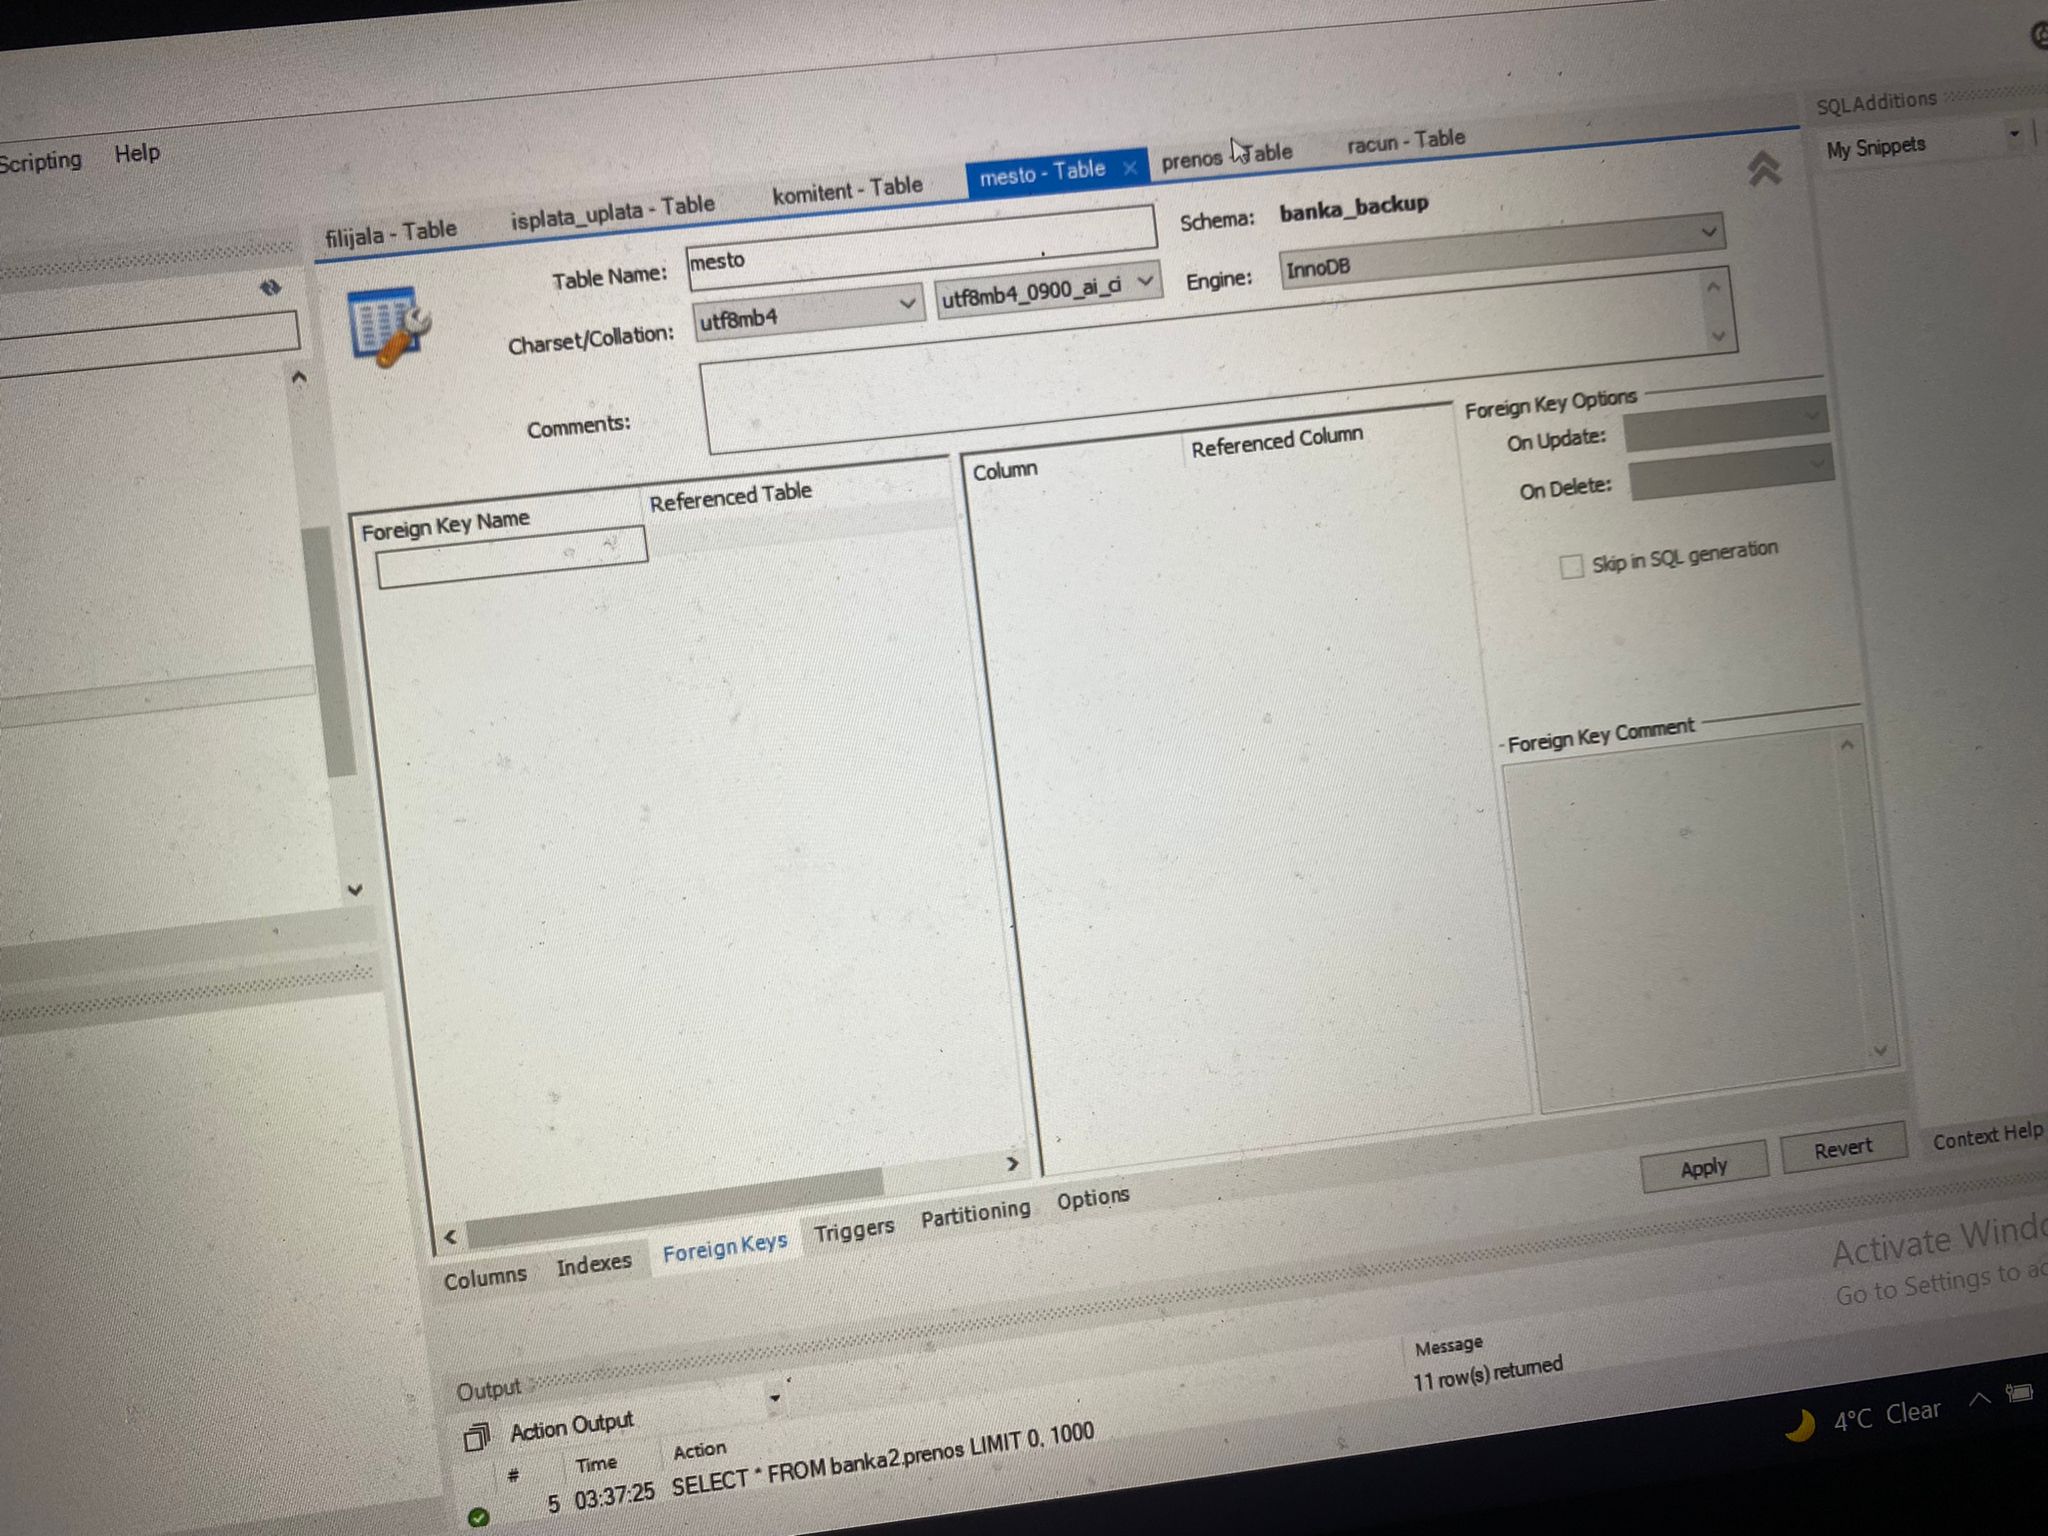 Scripting Help
filijala - Table isplata_uplata - Table komitent - Table mesto - Table × prenos - Table racun - Table
SQLAdditions
My Snippets
Table Name: mesto Schema: banka_backup
Charset/Collation: utf8mb4 utf8mb4_0900_ai_ci Engine: InnoDB
Comments:
Foreign Key Name Referenced Table
Column Referenced Column
Foreign Key Options
On Update:
On Delete:
Skip in SQL generation
Foreign Key Comment
Columns Indexes Foreign Keys Triggers Partitioning Options
Apply Revert
Context Help
Activate Windo
Go to Settings to ac
Output
Action Output
# Time Action Message
5 03:37:25 SELECT * FROM banka2.prenos LIMIT 0, 1000 11 row(s) returned
4°C Clear